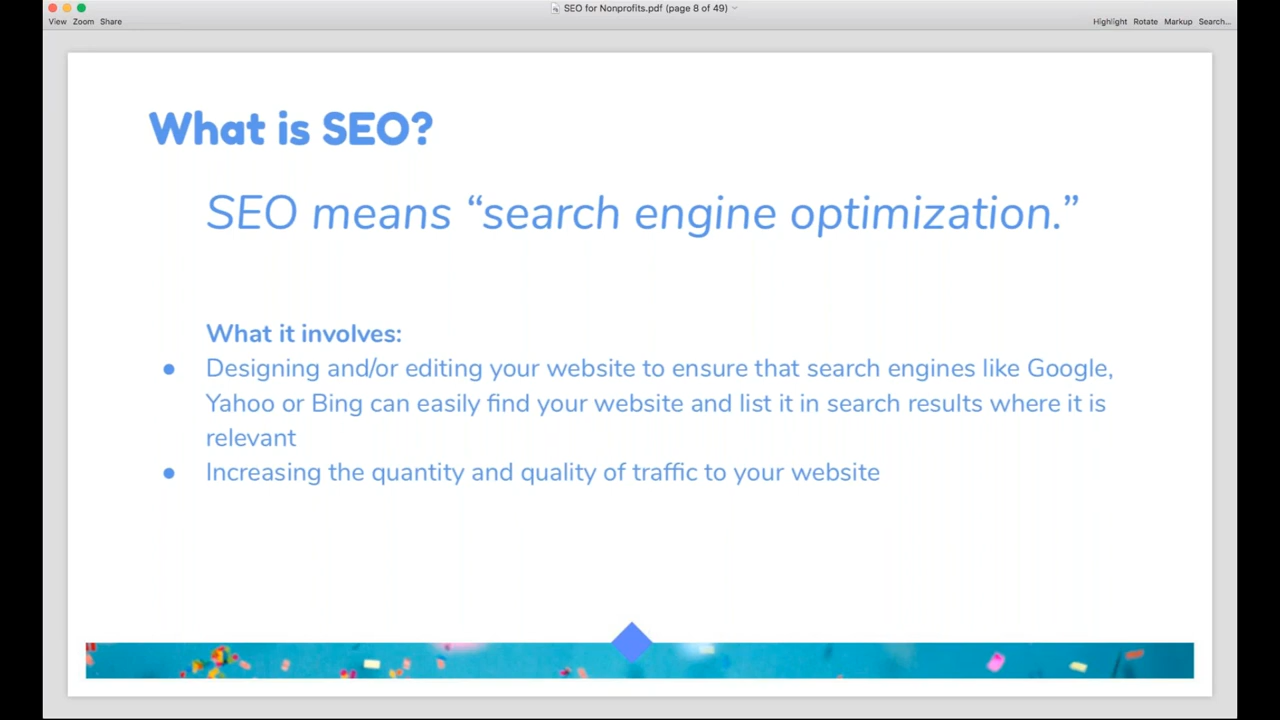 SEO for Nonprofits.pdf (page 8 of 49)
View Zoom Share
Highlight Rotate Markup Search...
What is SEO?
SEO means “search engine optimization.”
What it involves:
● Designing and/or editing your website to ensure that search engines like Google,
Yahoo or Bing can easily find your website and list it in search results where it is
relevant
● Increasing the quantity and quality of traffic to your website